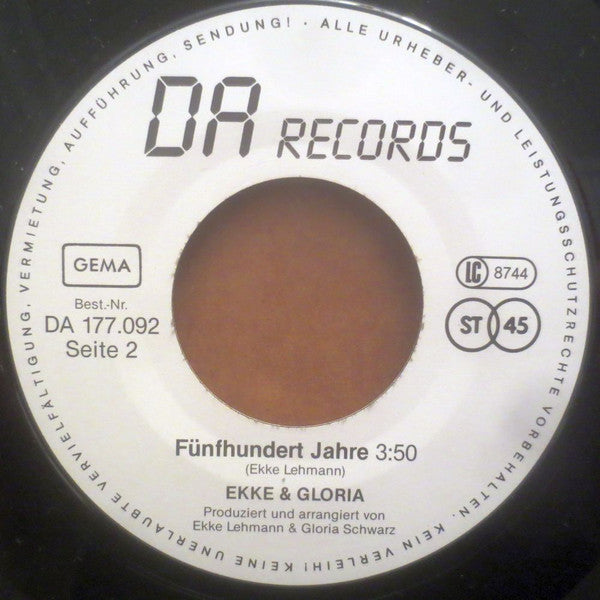 ALLE URHEBER- UND LEISTUNGSSCHUTZRECHTE VORBEHALTEN. KEIN VERLEIH! KEINE UNERLAUBTE VERVIELFÄLTIGUNG, VERMIETUNG, AUFFÜHRUNG, SENDUNG! ·
DA RECORDS
GEMA
LC 8744
Best.-Nr.
DA 177.092
Seite 2
ST 45
Fünfhundert Jahre 3:50
(Ekke Lehmann)
EKKE & GLORIA
Produziert und arrangiert von
Ekke Lehmann & Gloria Schwarz